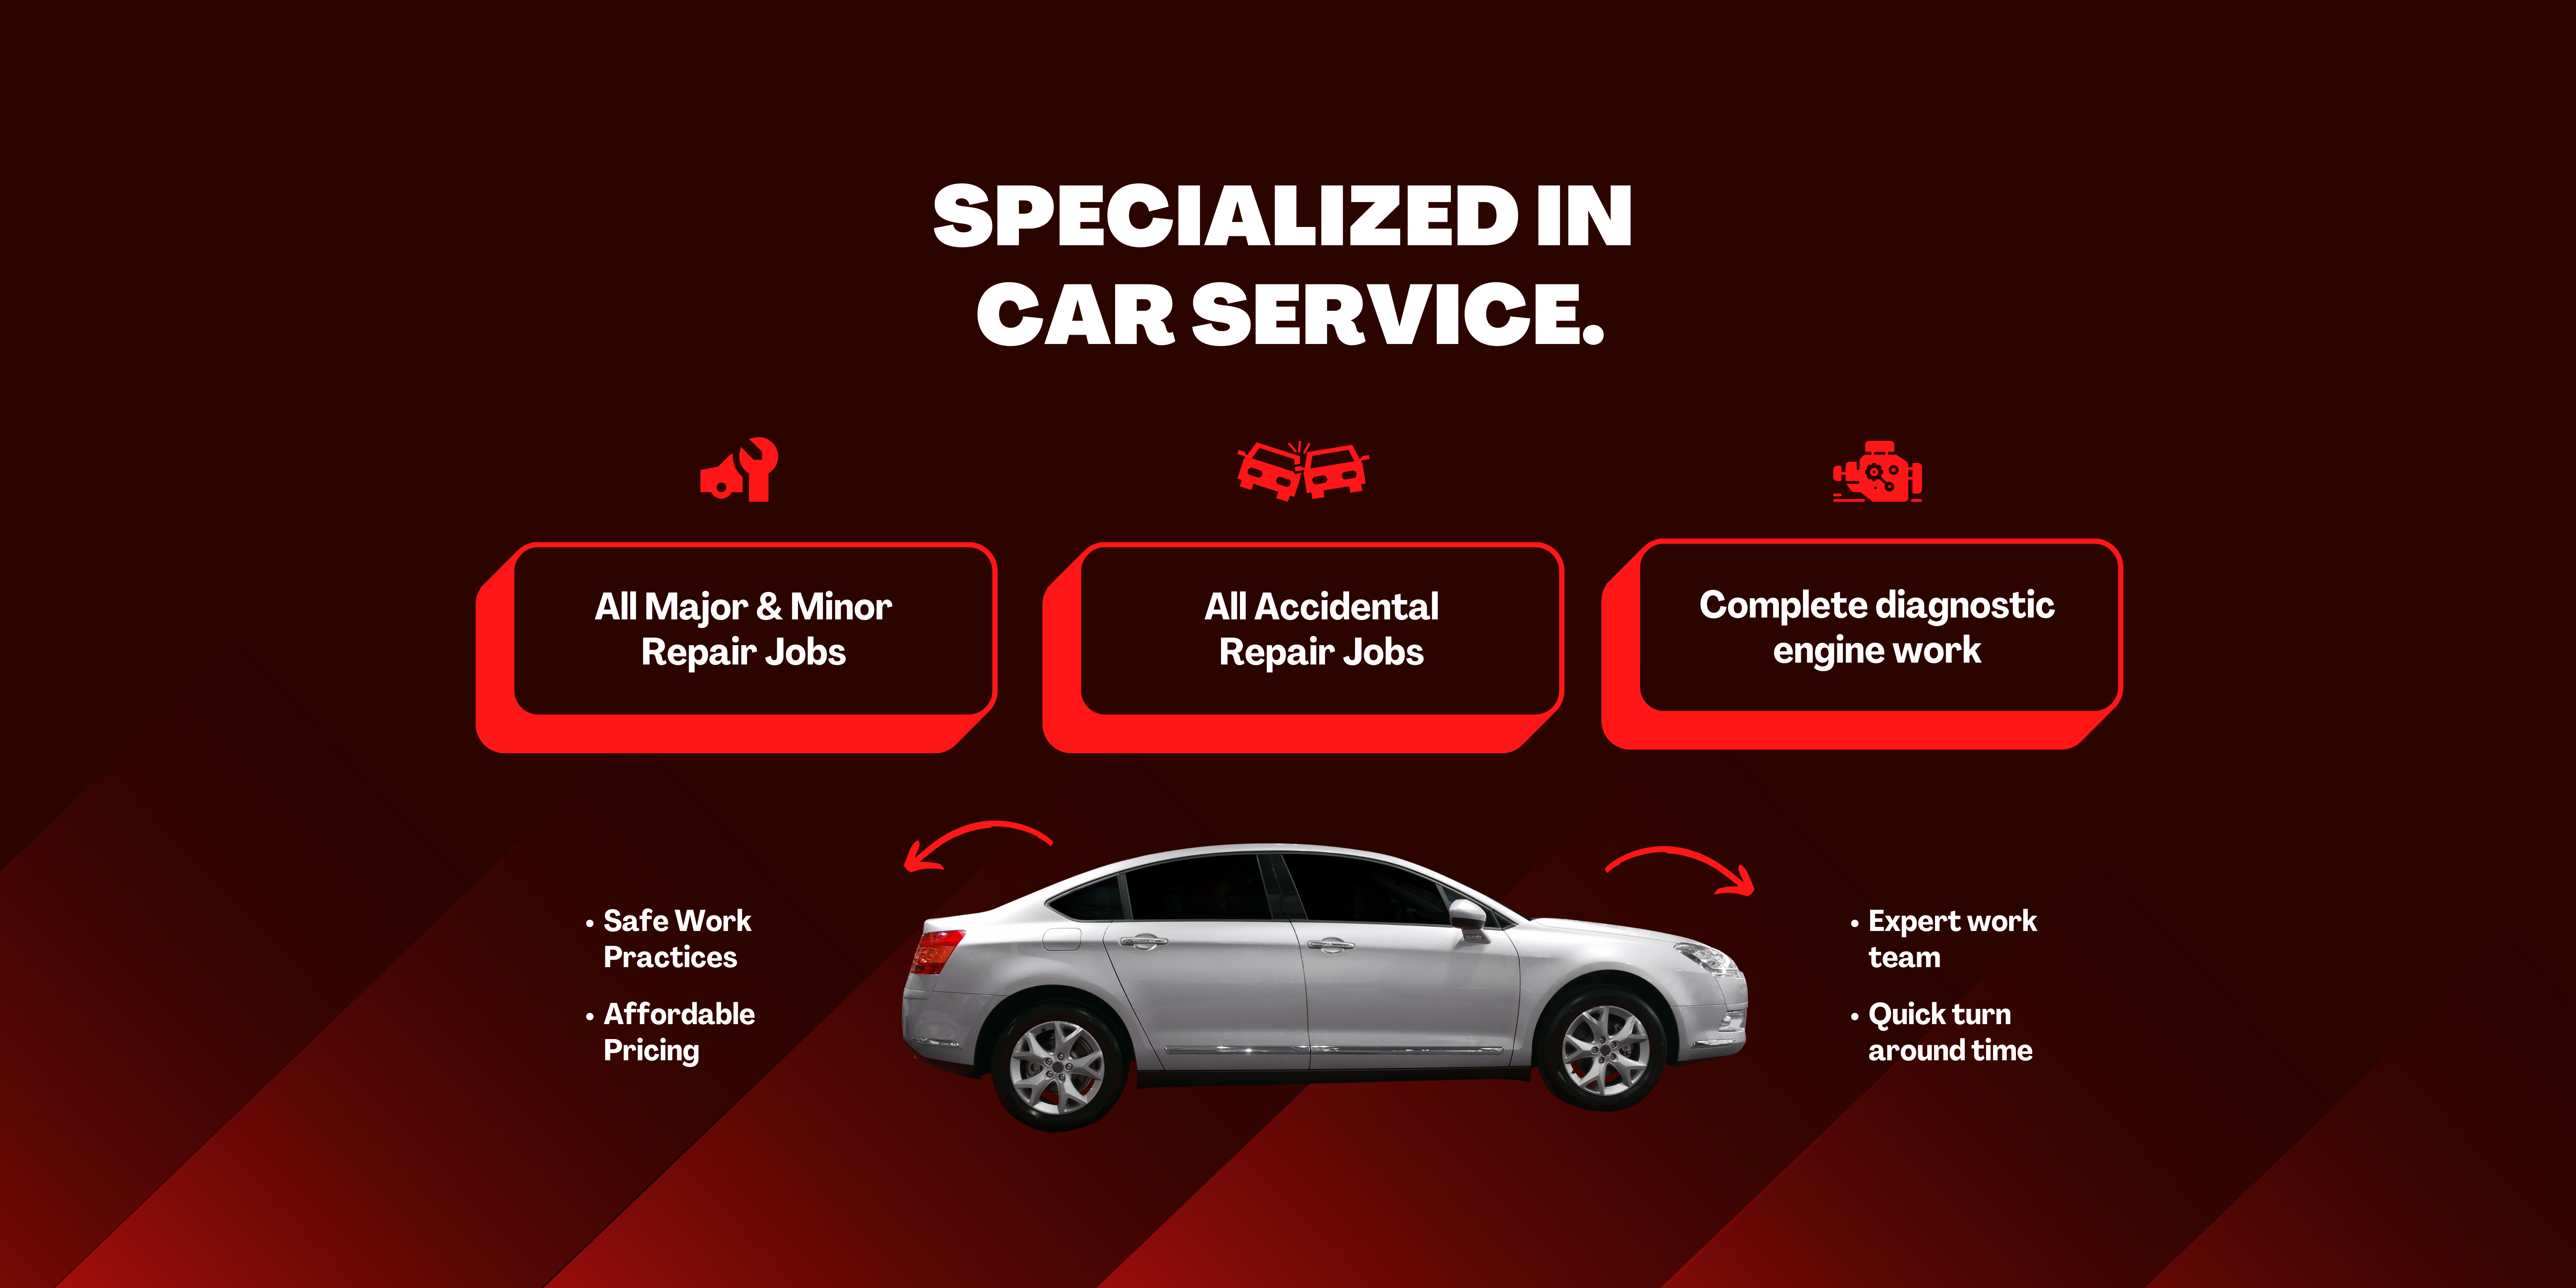 SPECIALIZED IN
CAR SERVICE.
All Major & Minor
Repair Jobs
All Accidental
Repair Jobs
Complete diagnostic
engine work
• Safe Work
Practices
• Affordable
Pricing
• Expert work
team
• Quick turn
around time